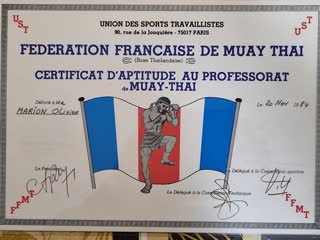 UNION DES SPORTS TRAVAILLISTES
90, rue de la Jonquière - 75017 PARIS
UST
UST
FEDERATION FRANCAISE DE MUAY THAI
(Boxe Thaïlandaise)
CERTIFICAT D'APTITUDE AU PROFESSORAT
de MUAY-THAI
Délivré à Mr
MARION Olivier
Le 20 Nov 1984
Le Président
Le Délégué à la Commission sportive
Le Délégué à la Commission Technique
FFMT
FFMT